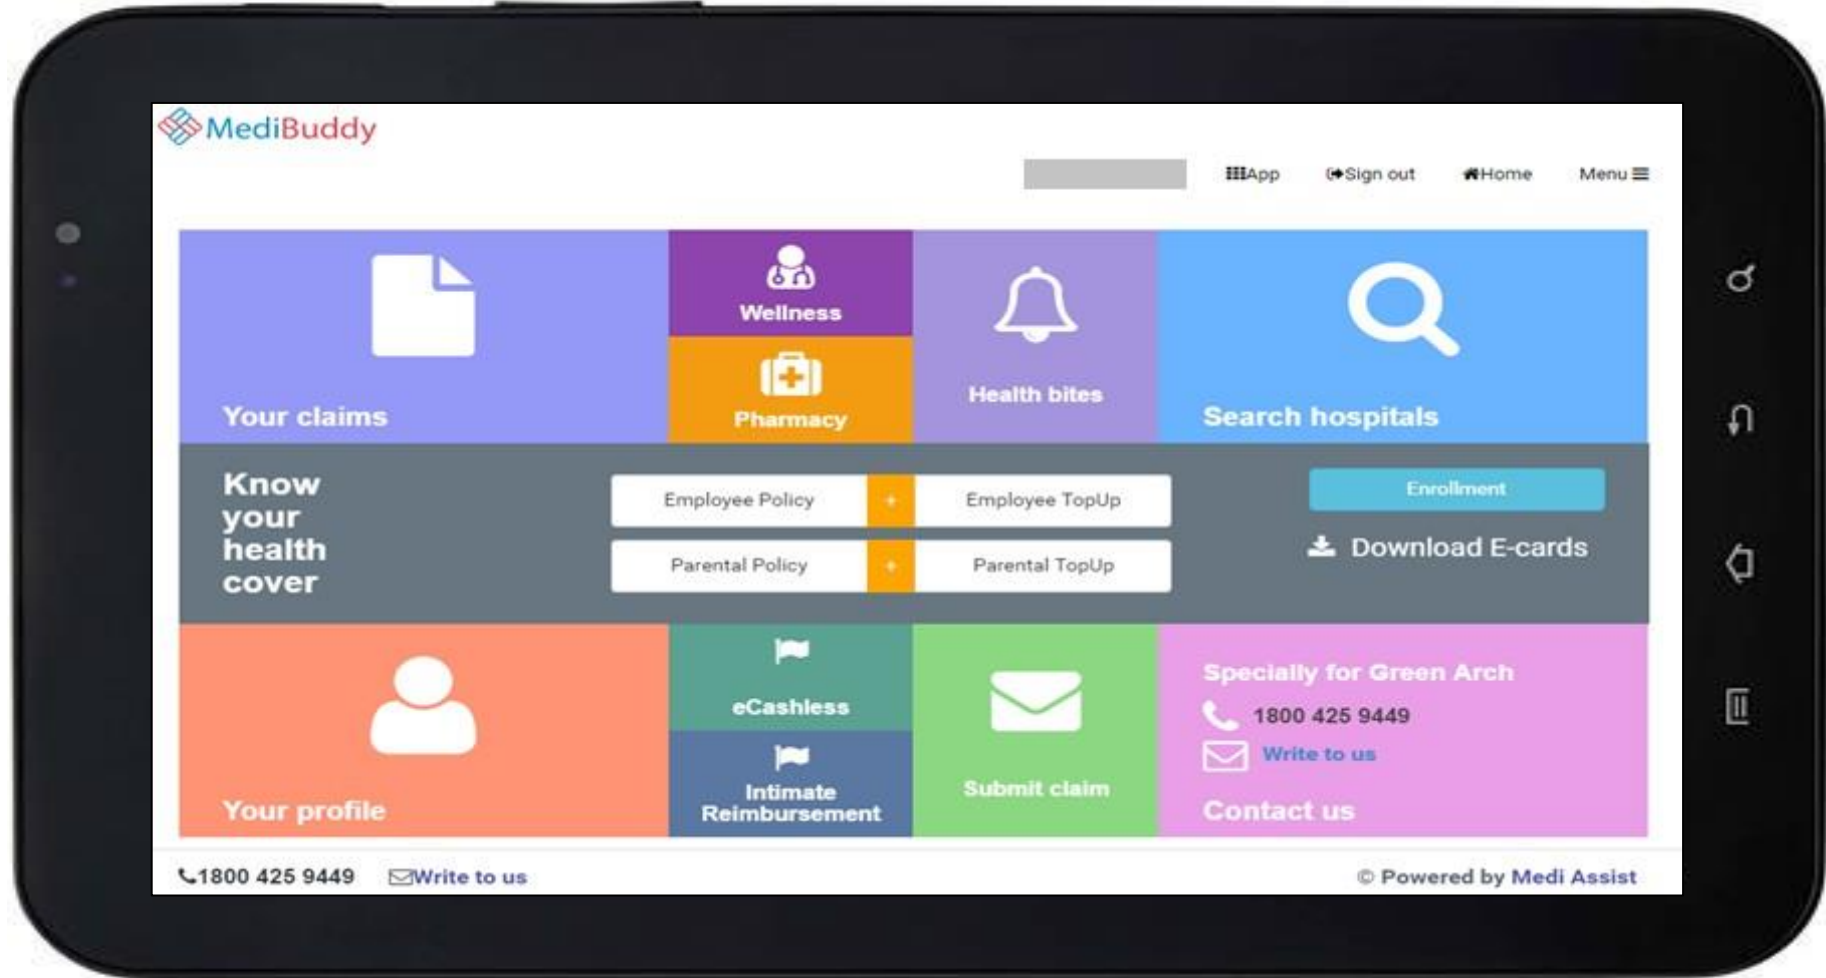 MediBuddy
App Sign out Home Menu
Your claims
Wellness
Pharmacy
Health bites
Search hospitals
Know
your
health
cover
Employee Policy + Employee TopUp
Parental Policy + Parental TopUp
Enrollment
Download E-cards
Your profile
eCashless
Intimate
Reimbursement
Submit claim
Specially for Green Arch
1800 425 9449
Write to us
Contact us
1800 425 9449 Write to us
© Powered by Medi Assist